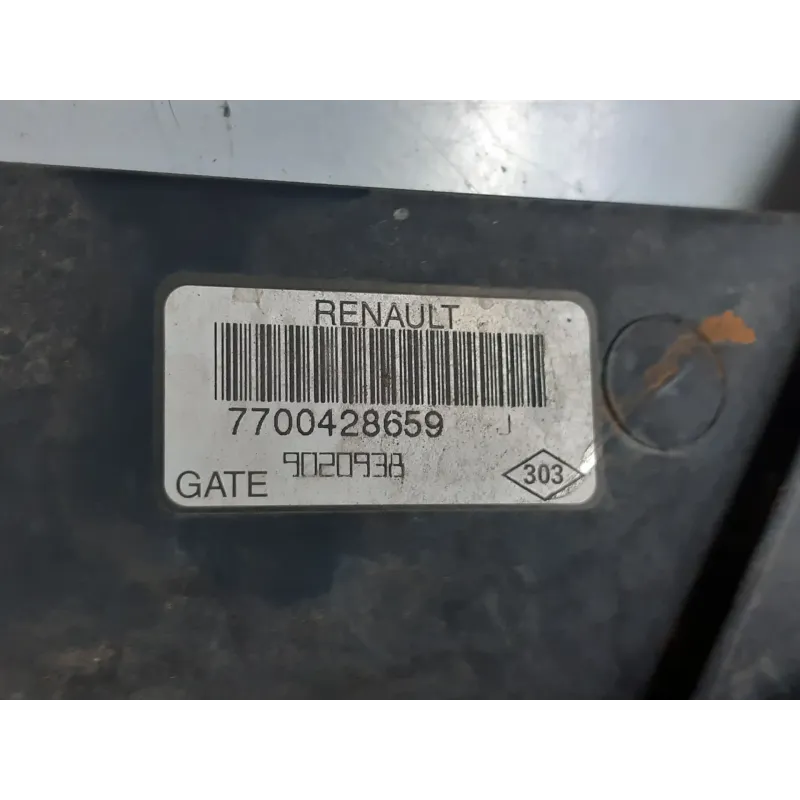 RENAULT
7700428659 J
9020938
GATE
303